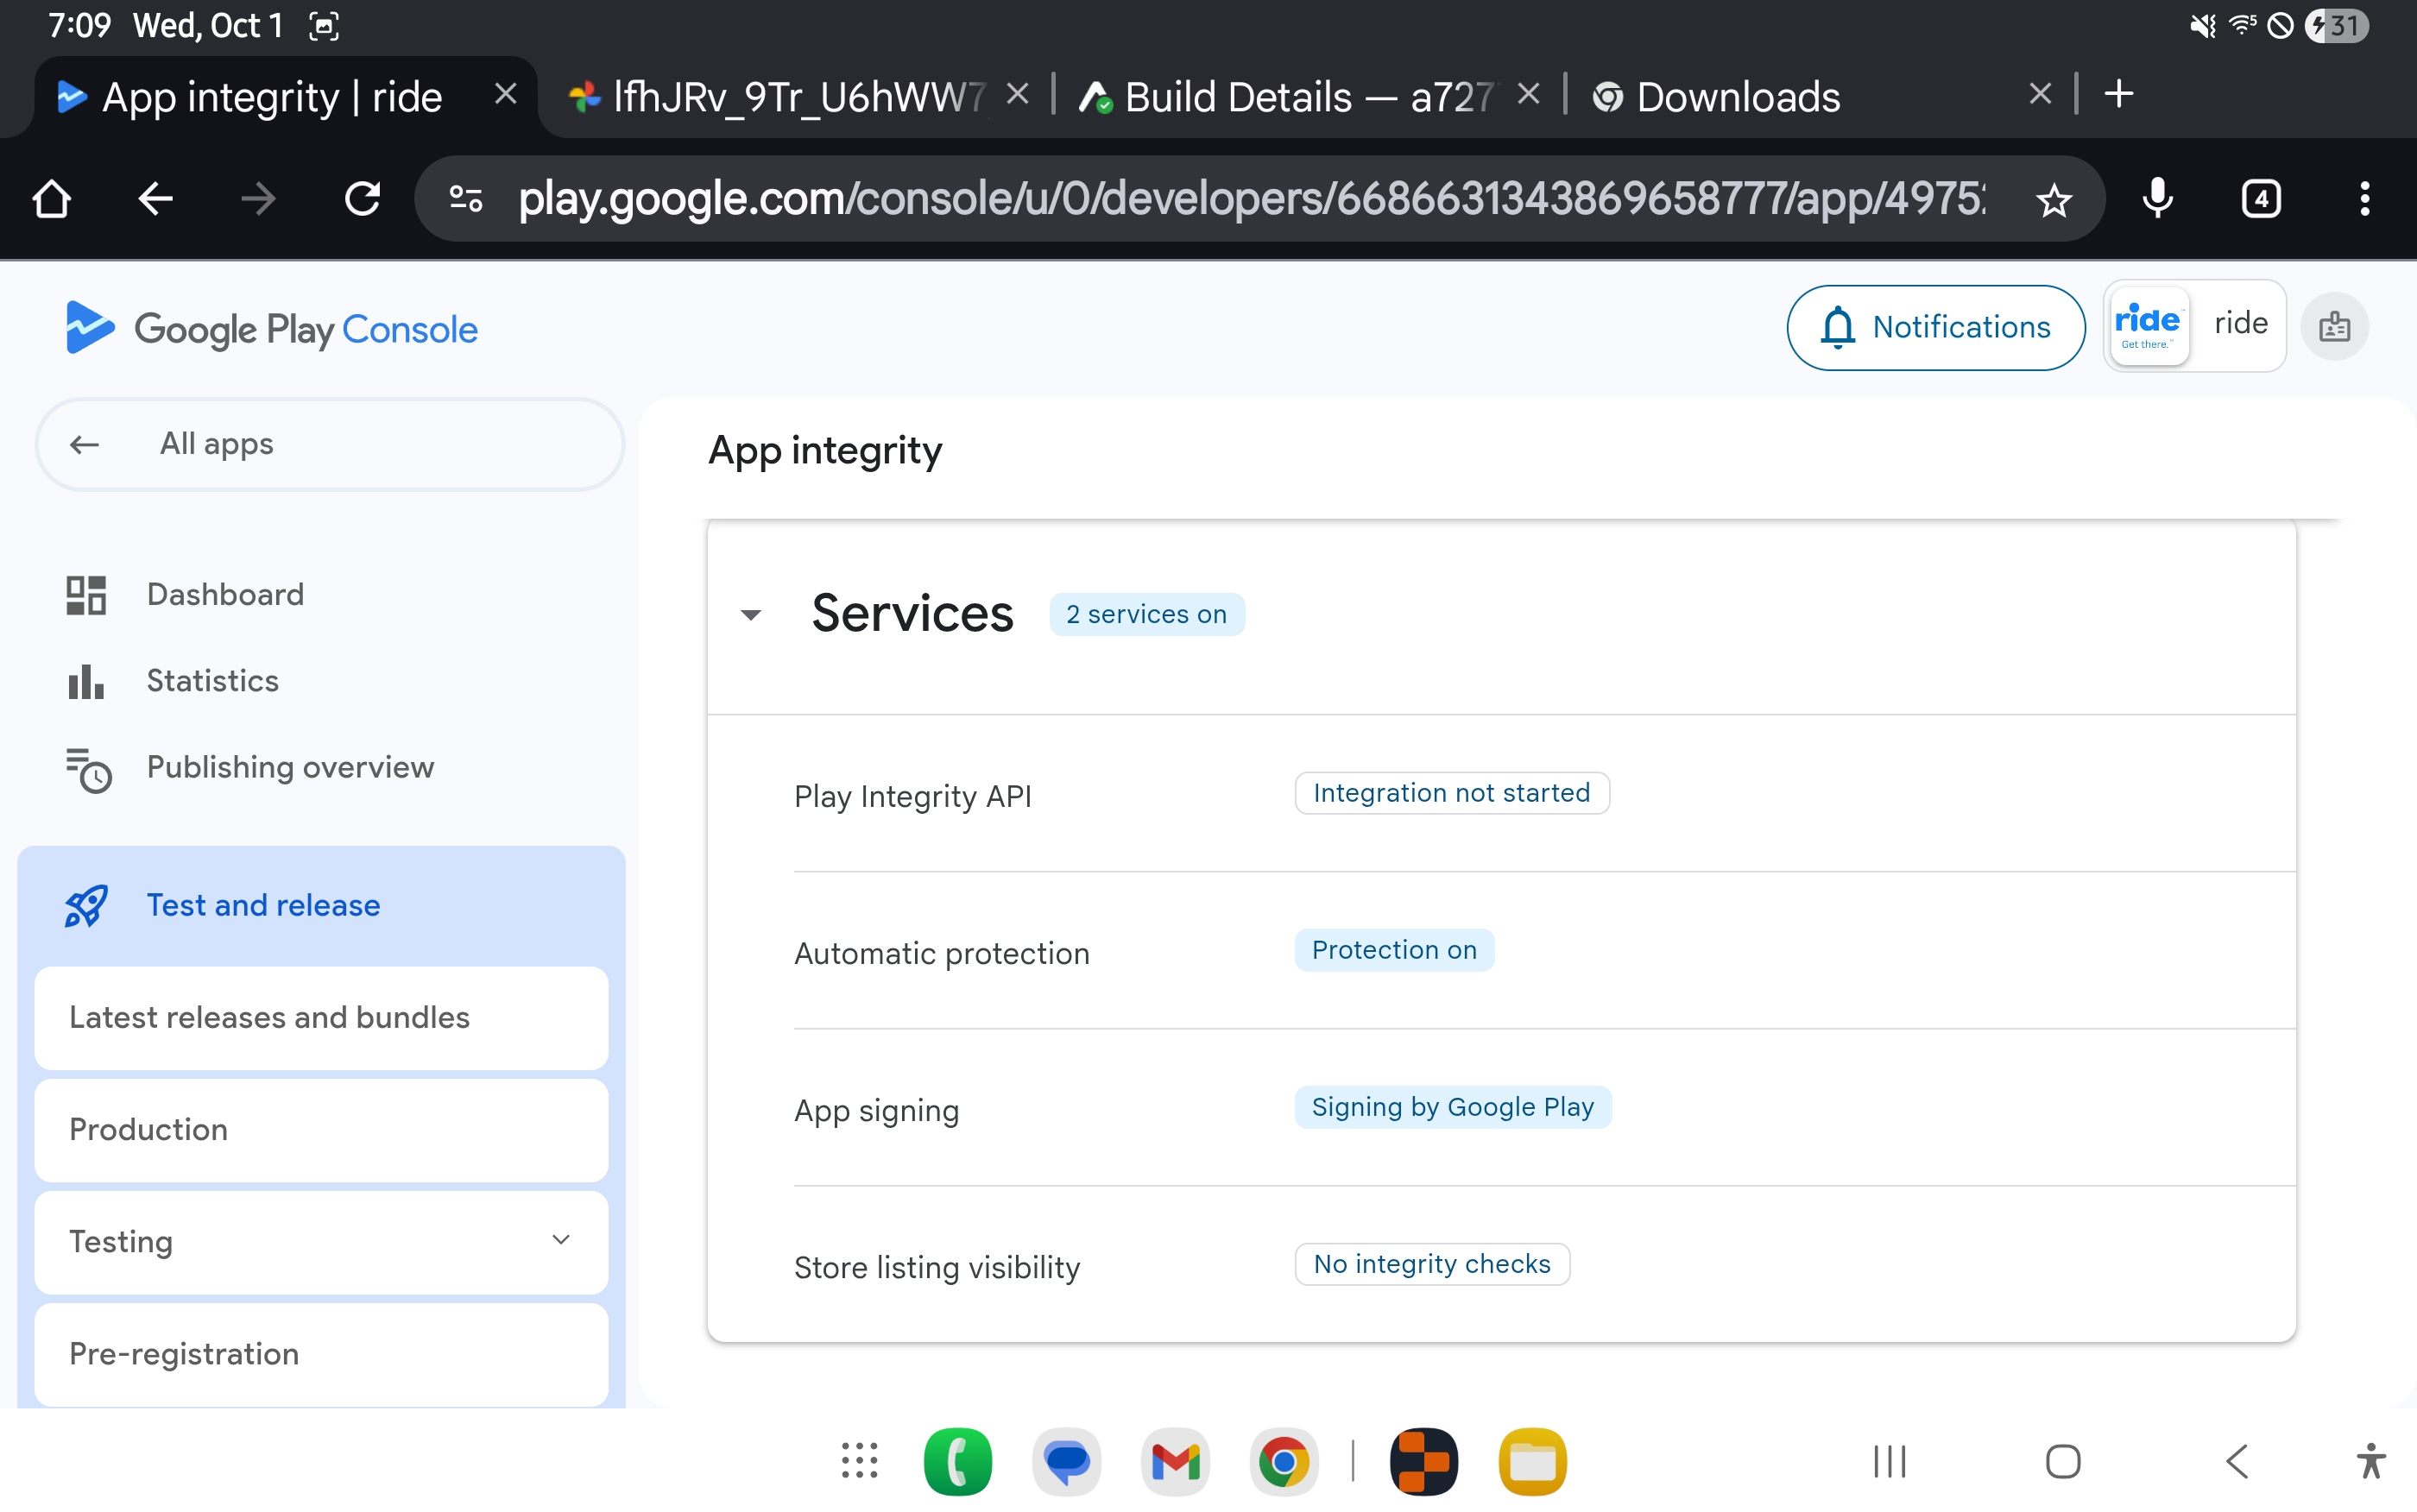 7:09 Wed, Oct 1 31
App integrity | ride
lfhJRv_9Tr_U6hWW7
Build Details — a727
Downloads
play.google.com/console/u/0/developers/6686631343869658777/app/4975
4
Google Play Console
Notifications
ride
Get there.™
ride
All apps
App integrity
Dashboard
Statistics
Publishing overview
Test and release
Latest releases and bundles
Production
Testing
Pre-registration
Services 2 services on
Play Integrity API Integration not started
Automatic protection Protection on
App signing Signing by Google Play
Store listing visibility No integrity checks